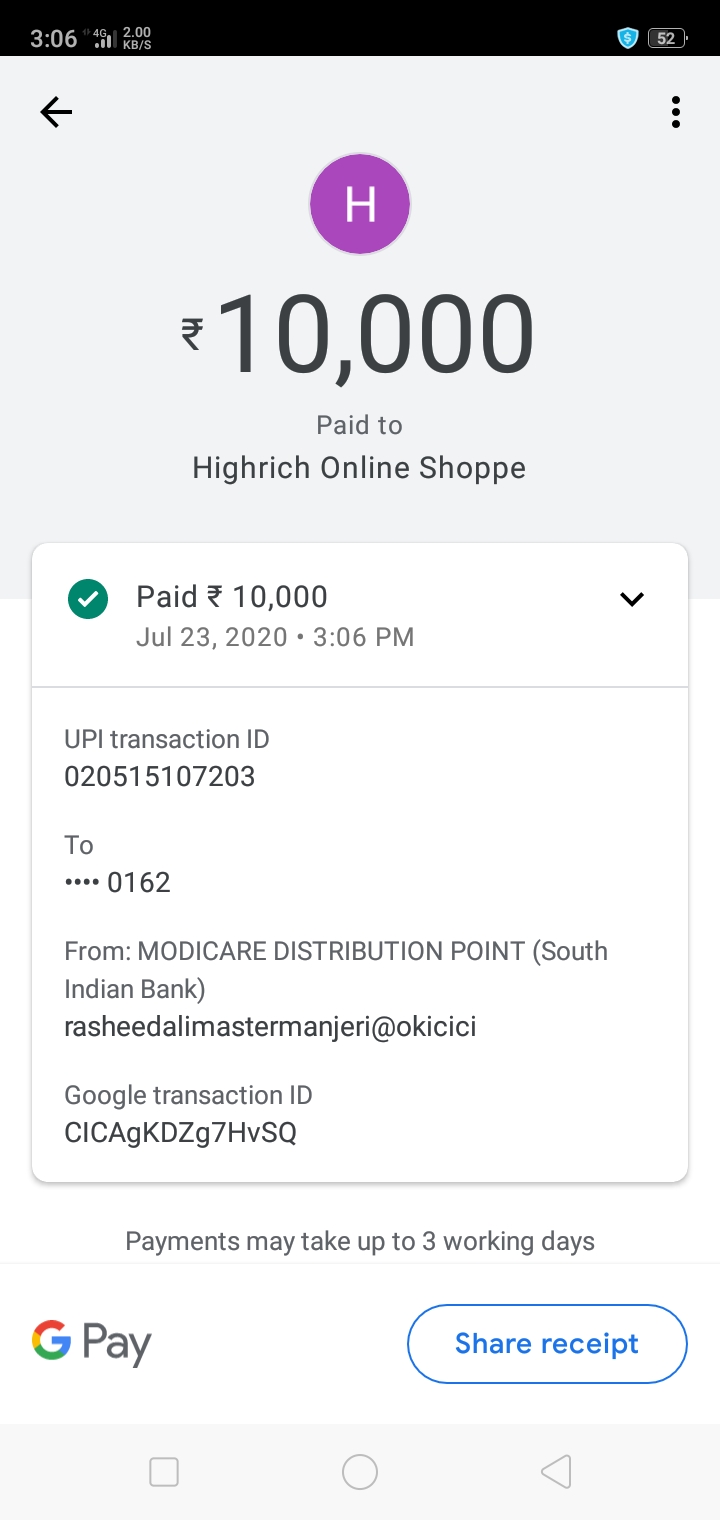 3:06 4G 2.00 KB/S 52
H
₹10,000
Paid to
Highrich Online Shoppe
Paid ₹ 10,000
Jul 23, 2020 • 3:06 PM
UPI transaction ID
020515107203
To
•••• 0162
From: MODICARE DISTRIBUTION POINT (South
Indian Bank)
rasheedalimastermanjeri@okicici
Google transaction ID
CICAgKDZg7HvSQ
Payments may take up to 3 working days
G Pay
Share receipt